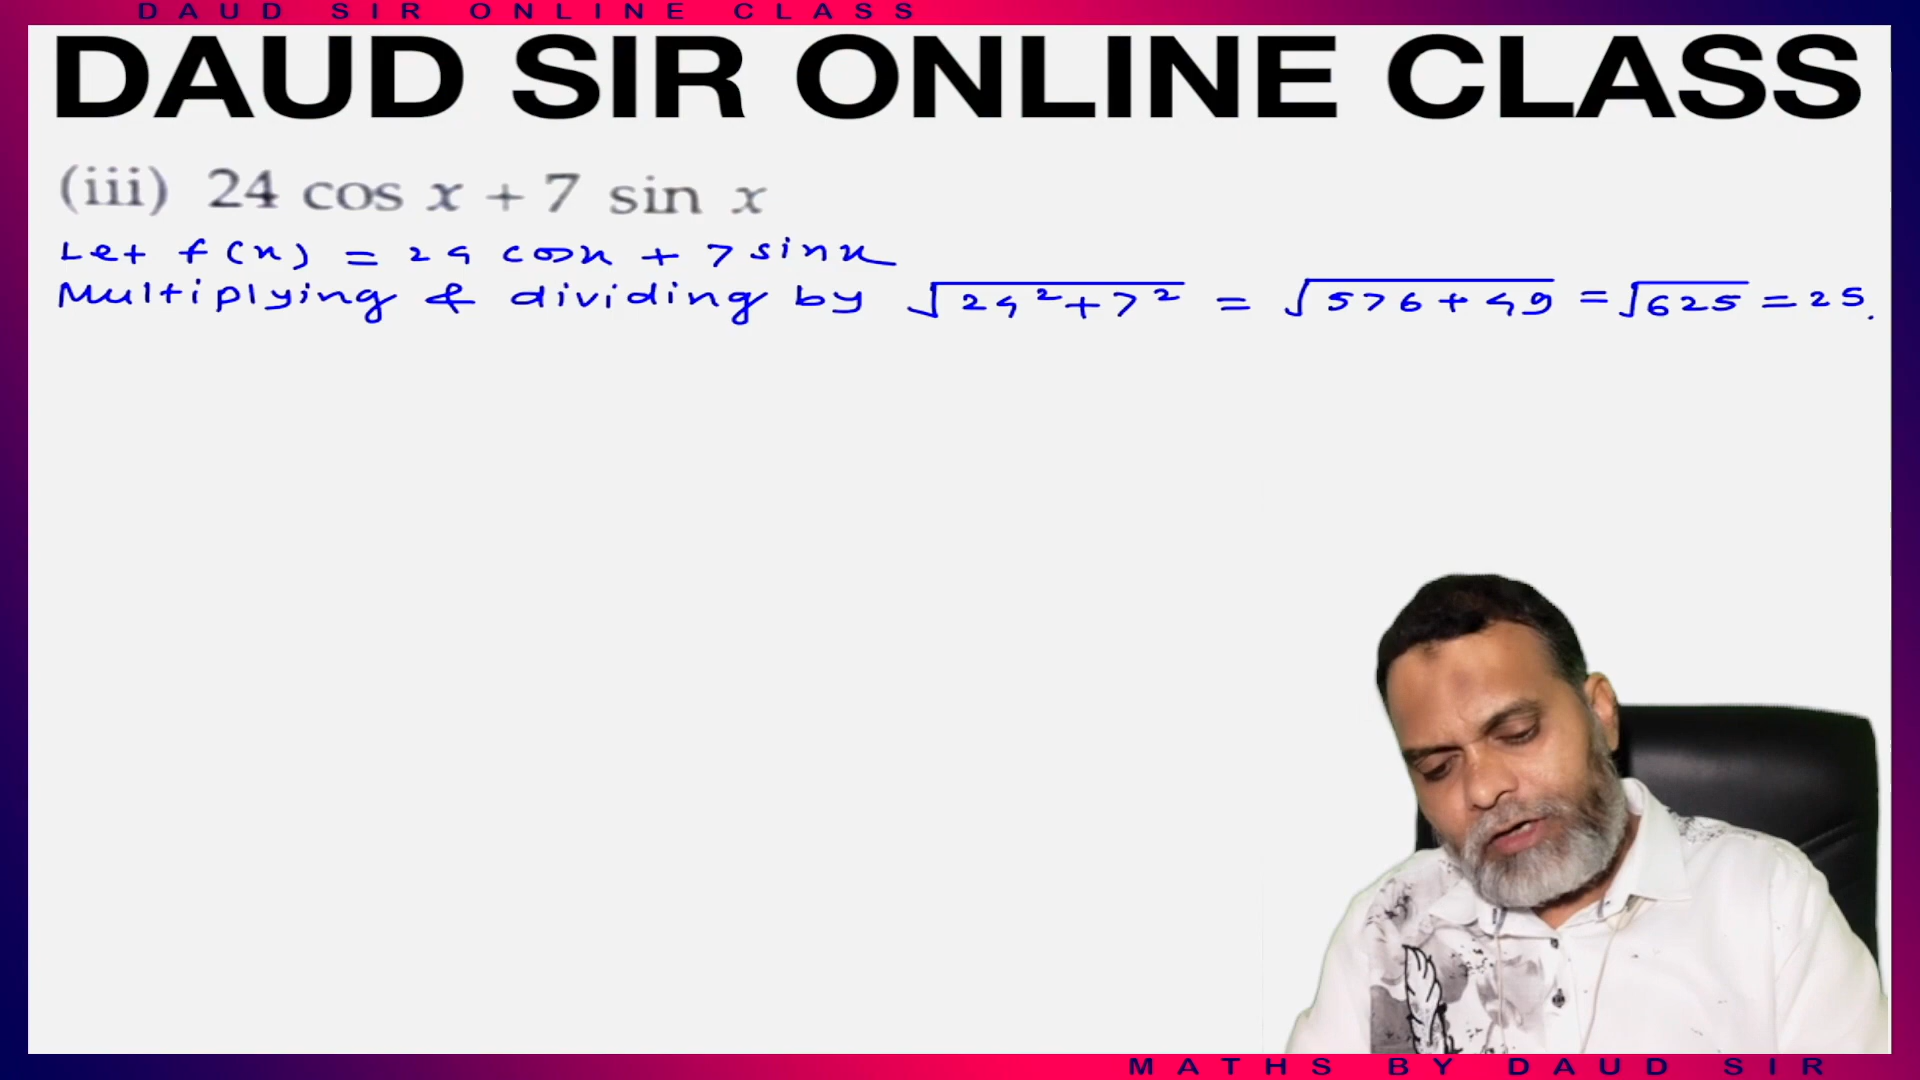 DAUD SIR ONLINE CLASS
DAUD SIR ONLINE CLASS
(iii) 24 cos x + 7 sin x
Let f(x) = 24 cosx + 7 sinx
Multiplying & dividing by √24²+7² = √576+49 = √625 = 25.
MATHS BY DAUD SIR